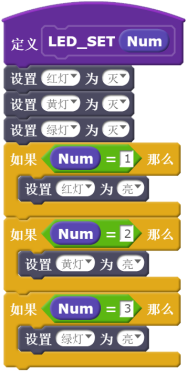 定义 LED_SET Num
设置 红灯 为 灭
设置 黄灯 为 灭
设置 绿灯 为 灭
如果 Num = 1 那么
设置 红灯 为 亮
如果 Num = 2 那么
设置 黄灯 为 亮
如果 Num = 3 那么
设置 绿灯 为 亮